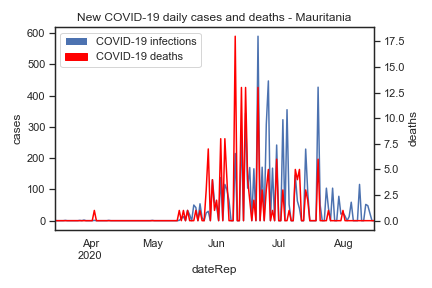 New COVID-19 daily cases and deaths - Mauritania
COVID-19 infections
COVID-19 deaths
cases
600
500
400
300
200
100
0
deaths
17.5
15.0
12.5
10.0
7.5
5.0
2.5
0.0
Apr May Jun Jul Aug
2020
dateRep